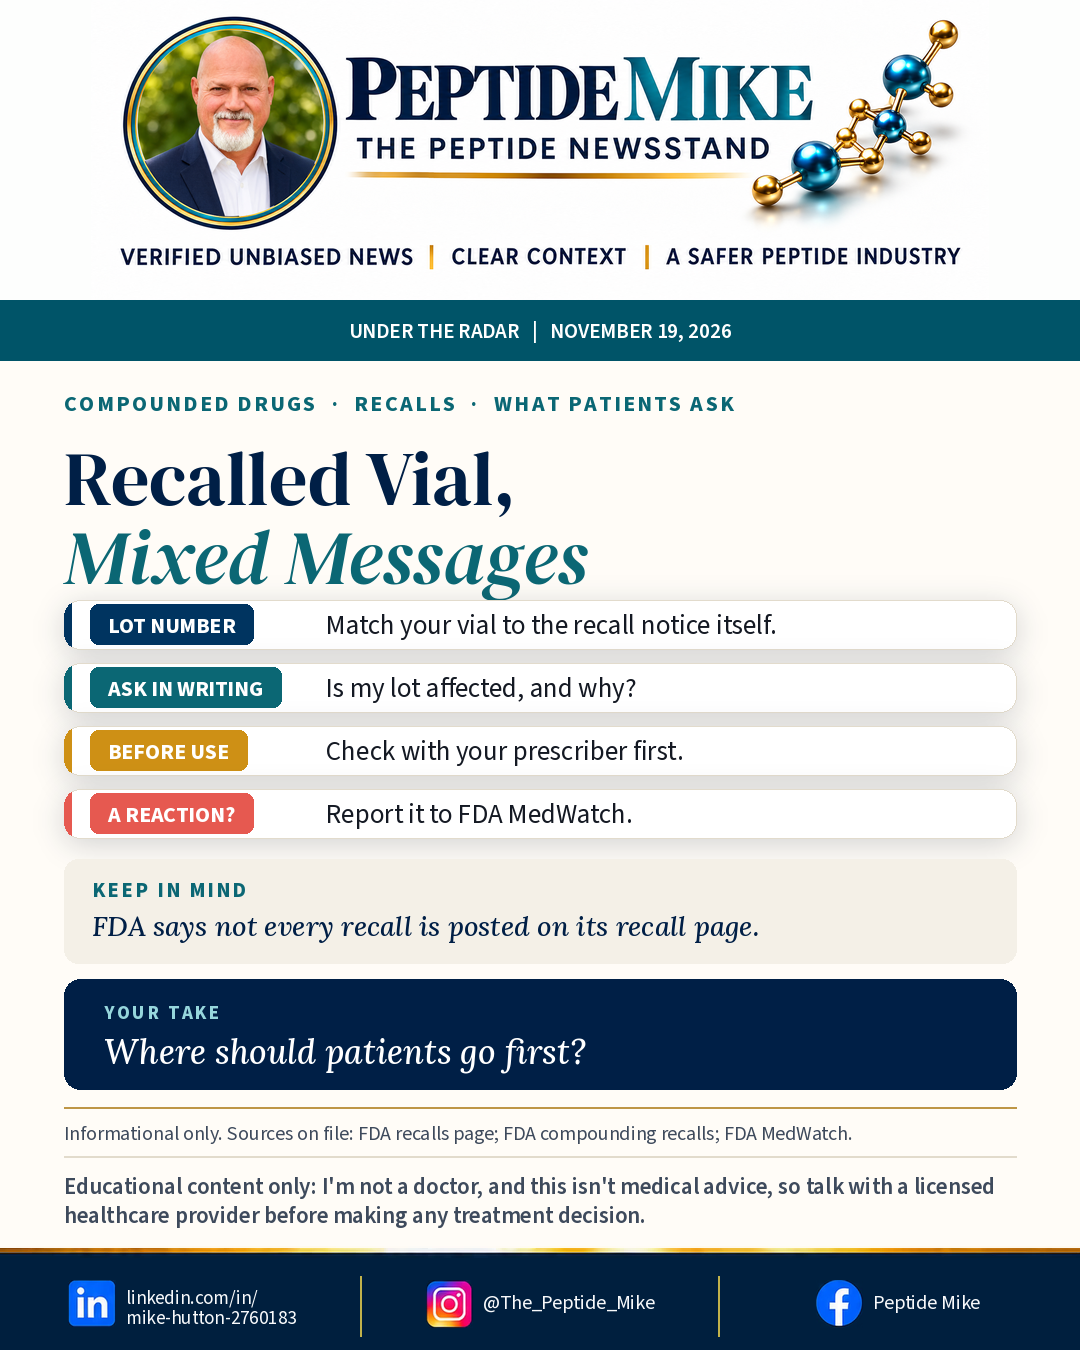 PEPTIDEMIKE
THE PEPTIDE NEWSSTAND
VERIFIED UNBIASED NEWS | CLEAR CONTEXT | A SAFER PEPTIDE INDUSTRY
UNDER THE RADAR | NOVEMBER 19, 2026
COMPOUNDED DRUGS · RECALLS · WHAT PATIENTS ASK
Recalled Vial,
Mixed Messages
LOT NUMBER Match your vial to the recall notice itself.
ASK IN WRITING Is my lot affected, and why?
BEFORE USE Check with your prescriber first.
A REACTION? Report it to FDA MedWatch.
KEEP IN MIND
FDA says not every recall is posted on its recall page.
YOUR TAKE
Where should patients go first?
Informational only. Sources on file: FDA recalls page; FDA compounding recalls; FDA MedWatch.
Educational content only: I'm not a doctor, and this isn't medical advice, so talk with a licensed
healthcare provider before making any treatment decision.
in linkedin.com/in/
mike-hutton-2760183
@The_Peptide_Mike
Peptide Mike